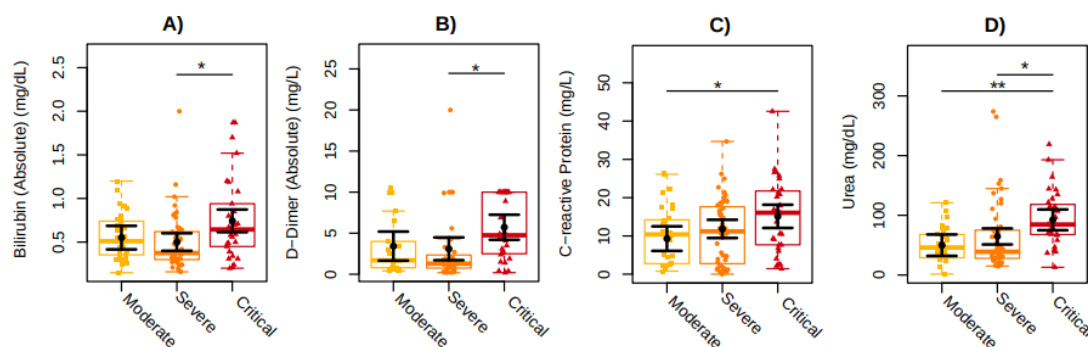 A)
Bilirubin (Absolute) (mg/dL)
2.5
2.0
1.5
1.0
0.5
*
Moderate
Severe
Critical
B)
D−Dimer (Absolute) (mg/L)
25
20
15
10
5
0
*
Moderate
Severe
Critical
C)
C−reactive Protein (mg/L)
50
40
30
20
10
0
*
Moderate
Severe
Critical
D)
Urea (mg/dL)
300
200
100
0
*
**
Moderate
Severe
Critical